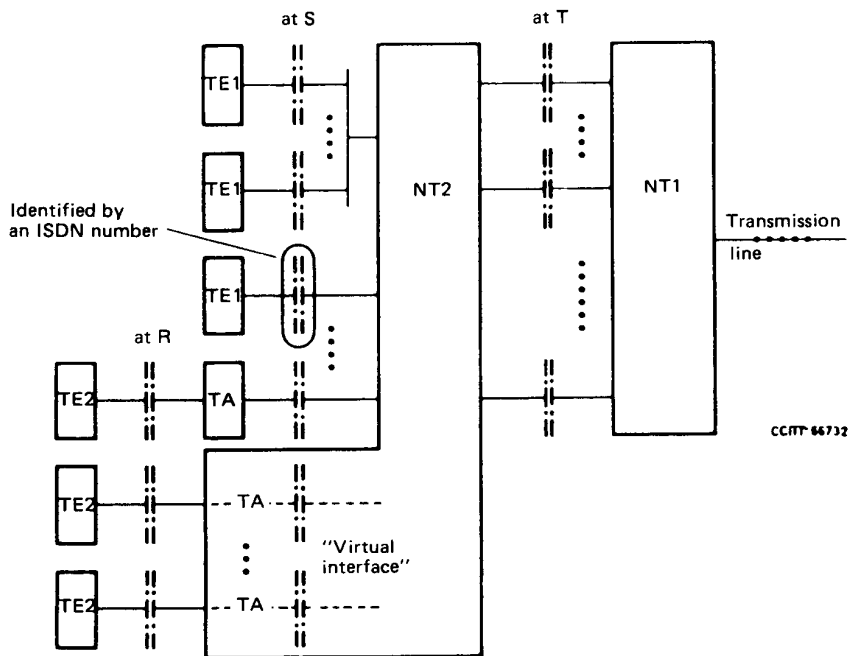 at S
at T
TE1
TE1
NT2
NT1
Identified by
an ISDN number
Transmission
line
TE1
at R
TE2
TA
CCITT-66732
TE2
TA
"Virtual
interface"
TE2
TA